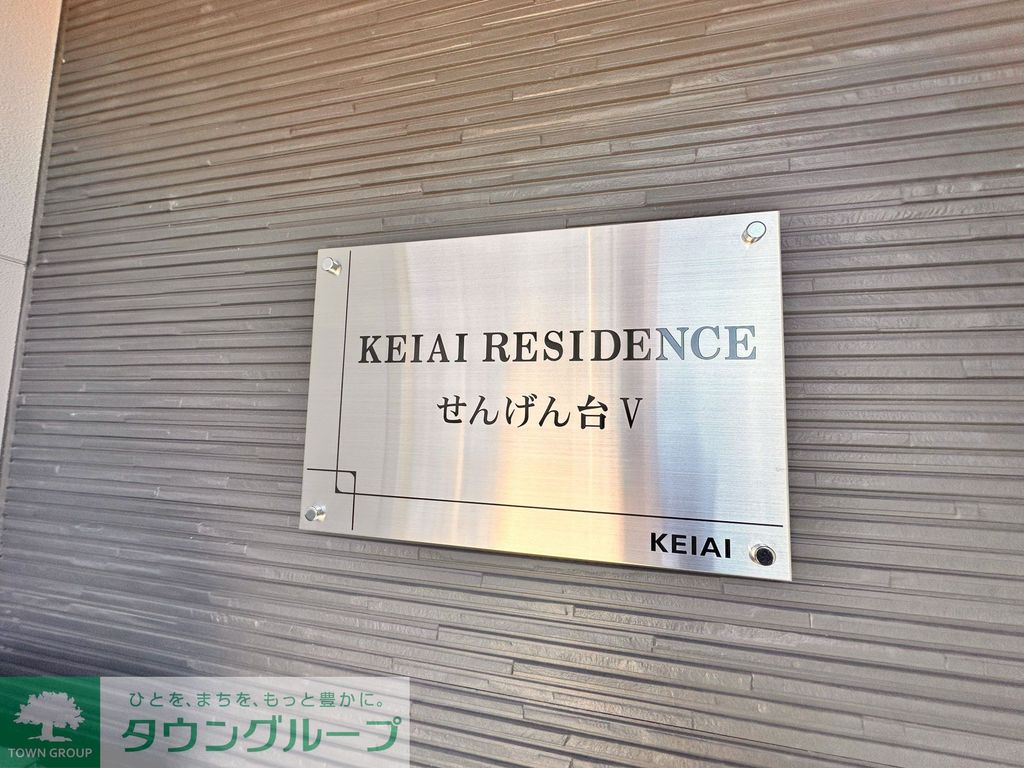 KEIAI RESIDENCE
せんげん台 V
KEIAI
ひとを、まちを、もっと豊かに。
タウングループ
TOWN GROUP